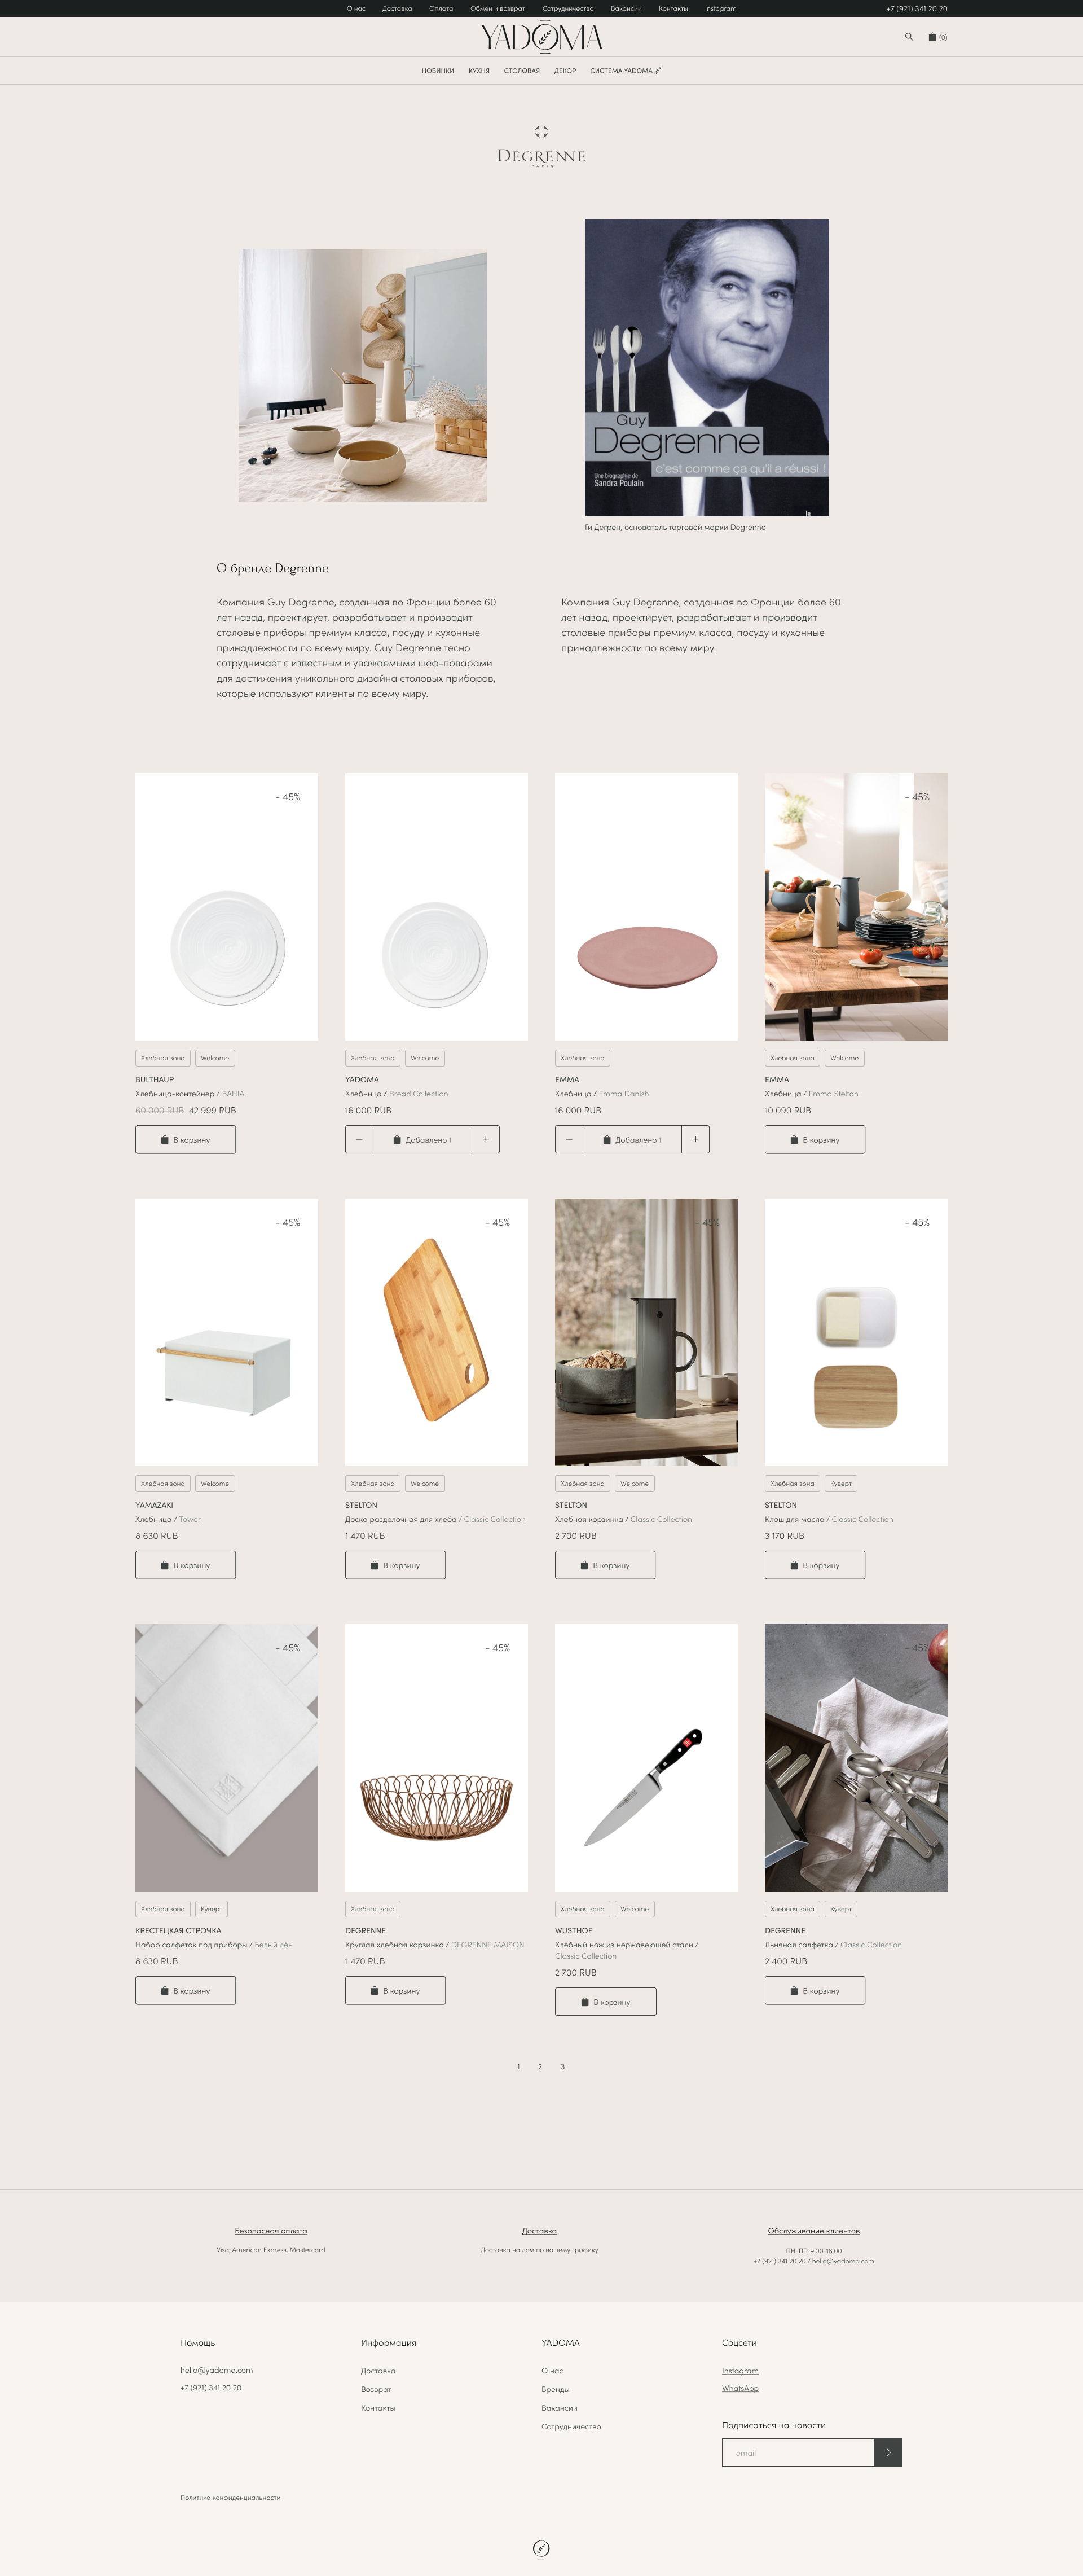 О нас Доставка Оплата Обмен и возврат Сотрудничество Вакансии Контакты Instagram +7 (921) 341 20 20
YADOMA
(0)
НОВИНКИ КУХНЯ СТОЛОВАЯ ДЕКОР СИСТЕМА YADOMA
DEGRENNE
PARIS
Guy
Degrenne
c'est comme ça qu'il a réussi !
Une biographie de
Sandra Poulain
le
Ги Дегрен, основатель торговой марки Degrenne
О бренде Degrenne
Компания Guy Degrenne, созданная во Франции более 60
лет назад, проектирует, разрабатывает и производит
столовые приборы премиум класса, посуду и кухонные
принадлежности по всему миру. Guy Degrenne тесно
сотрудничает с известным и уважаемыми шеф-поварами
для достижения уникального дизайна столовых приборов,
которые используют клиенты по всему миру.
Компания Guy Degrenne, созданная во Франции более 60
лет назад, проектирует, разрабатывает и производит
столовые приборы премиум класса, посуду и кухонные
принадлежности по всему миру.
- 45%
Хлебная зона Welcome
BULTHAUP
Хлебница-контейнер / BAHIA
60 000 RUB 42 999 RUB
В корзину
Хлебная зона Welcome
YADOMA
Хлебница / Bread Collection
16 000 RUB
− Добавлено 1 +
Хлебная зона
EMMA
Хлебница / Emma Danish
16 000 RUB
− Добавлено 1 +
- 45%
Хлебная зона Welcome
EMMA
Хлебница / Emma Stelton
10 090 RUB
В корзину
- 45%
Хлебная зона Welcome
YAMAZAKI
Хлебница / Tower
8 630 RUB
В корзину
- 45%
Хлебная зона Welcome
STELTON
Доска разделочная для хлеба / Classic Collection
1 470 RUB
В корзину
- 45%
Хлебная зона Welcome
STELTON
Хлебная корзинка / Classic Collection
2 700 RUB
В корзину
- 45%
Хлебная зона Куверт
STELTON
Клош для масла / Classic Collection
3 170 RUB
В корзину
- 45%
Хлебная зона Куверт
КРЕСТЕЦКАЯ СТРОЧКА
Набор салфеток под приборы / Белый лён
8 630 RUB
В корзину
- 45%
Хлебная зона
DEGRENNE
Круглая хлебная корзинка / DEGRENNE MAISON
1 470 RUB
В корзину
Хлебная зона Welcome
WUSTHOF
Хлебный нож из нержавеющей стали /
Classic Collection
2 700 RUB
В корзину
- 45%
Хлебная зона Куверт
DEGRENNE
Льняная салфетка / Classic Collection
2 400 RUB
В корзину
1 2 3
Безопасная оплата
Visa, American Express, Mastercard
Доставка
Доставка на дом по вашему графику
Обслуживание клиентов
ПН-ПТ: 9.00-18.00
+7 (921) 341 20 20 / hello@yadoma.com
Помощь
hello@yadoma.com
+7 (921) 341 20 20
Информация
Доставка
Возврат
Контакты
YADOMA
О нас
Бренды
Вакансии
Сотрудничество
Соцсети
Instagram
WhatsApp
Подписаться на новости
email
Политика конфиденциальности